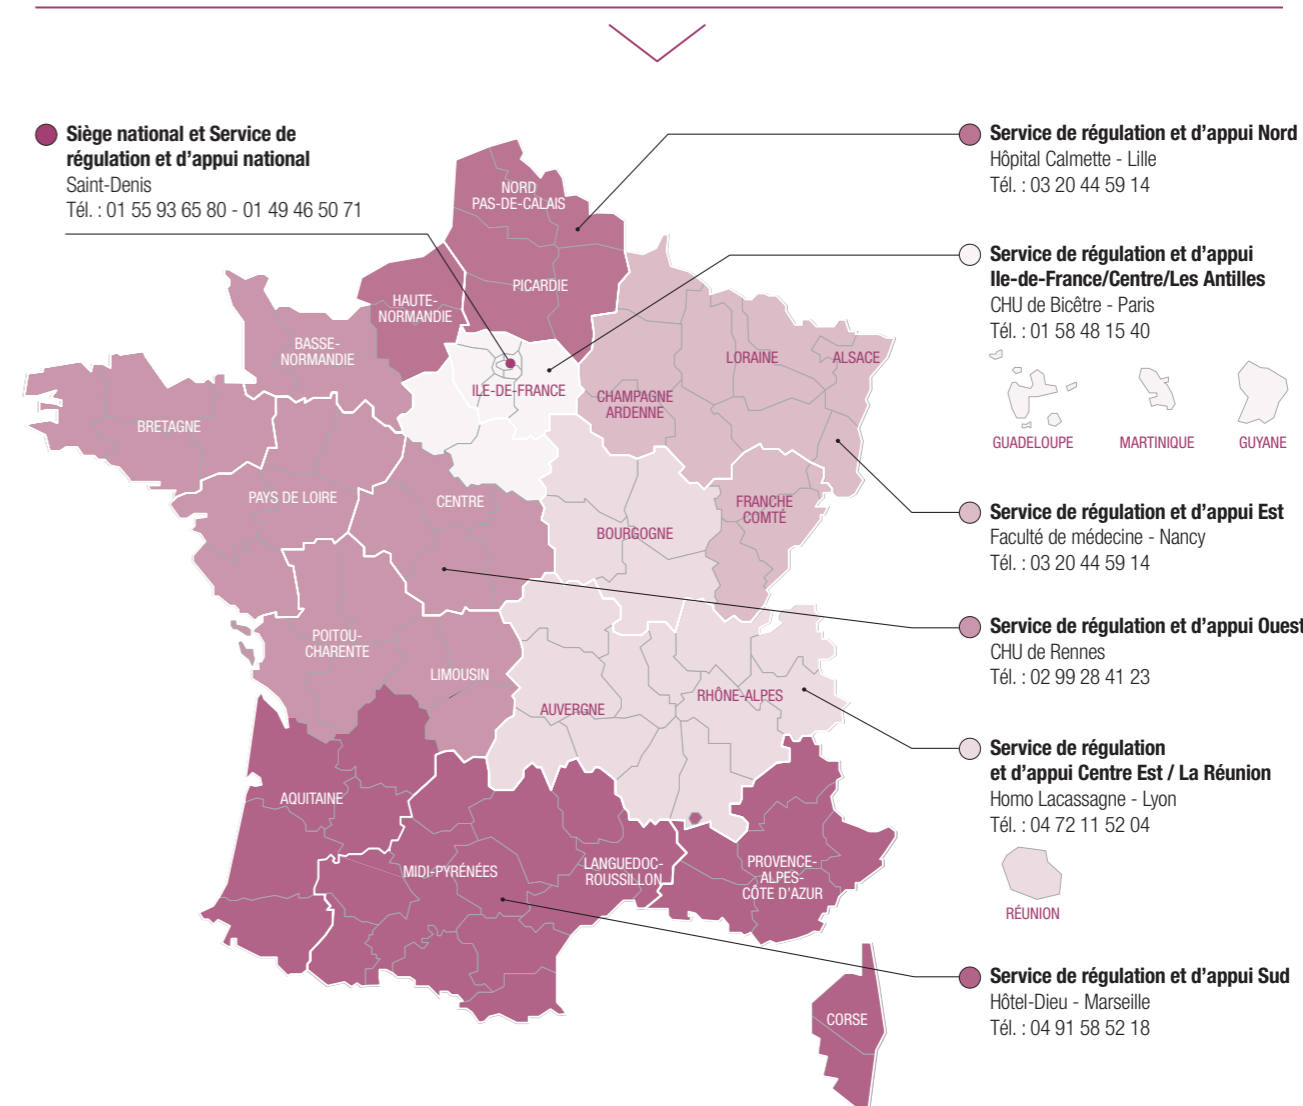 Siège national et Service de
régulation et d'appui national
Saint-Denis
Tél. : 01 55 93 65 80 - 01 49 46 50 71
Service de régulation et d'appui Nord
Hôpital Calmette - Lille
Tél. : 03 20 44 59 14
Service de régulation et d'appui
Ile-de-France/Centre/Les Antilles
CHU de Bicêtre - Paris
Tél. : 01 58 48 15 40
GUADELOUPE
MARTINIQUE
GUYANE
Service de régulation et d'appui Est
Faculté de médecine - Nancy
Tél. : 03 20 44 59 14
Service de régulation et d'appui Ouest
CHU de Rennes
Tél. : 02 99 28 41 23
Service de régulation
et d'appui Centre Est / La Réunion
Homo Lacassagne - Lyon
Tél. : 04 72 11 52 04
RÉUNION
Service de régulation et d'appui Sud
Hôtel-Dieu - Marseille
Tél. : 04 91 58 52 18
NORD
PAS-DE-CALAIS
PICARDIE
HAUTE-
NORMANDIE
BASSE-
NORMANDIE
ILE-DE-FRANCE
CHAMPAGNE
ARDENNE
LORAINE
ALSACE
BRETAGNE
PAYS DE LOIRE
CENTRE
BOURGOGNE
FRANCHE
COMTÉ
POITOU-
CHARENTE
LIMOUSIN
AUVERGNE
RHÔNE-ALPES
AQUITAINE
MIDI-PYRÉNÉES
LANGUEDOC-
ROUSSILLON
PROVENCE-
ALPES-
CÔTE D'AZUR
CORSE